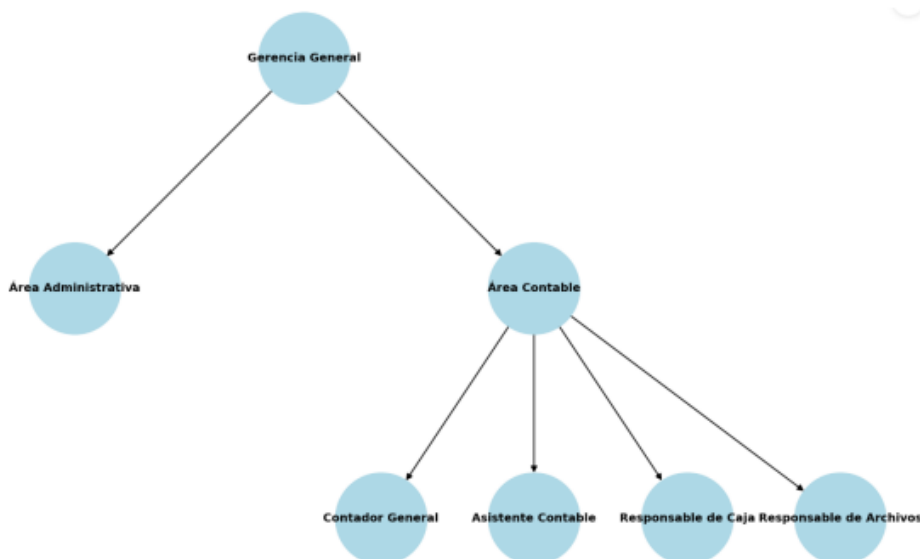 Gerencia General
Área Administrativa
Área Contable
Contador General
Asistente Contable
Responsable de Caja
Responsable de Archivos